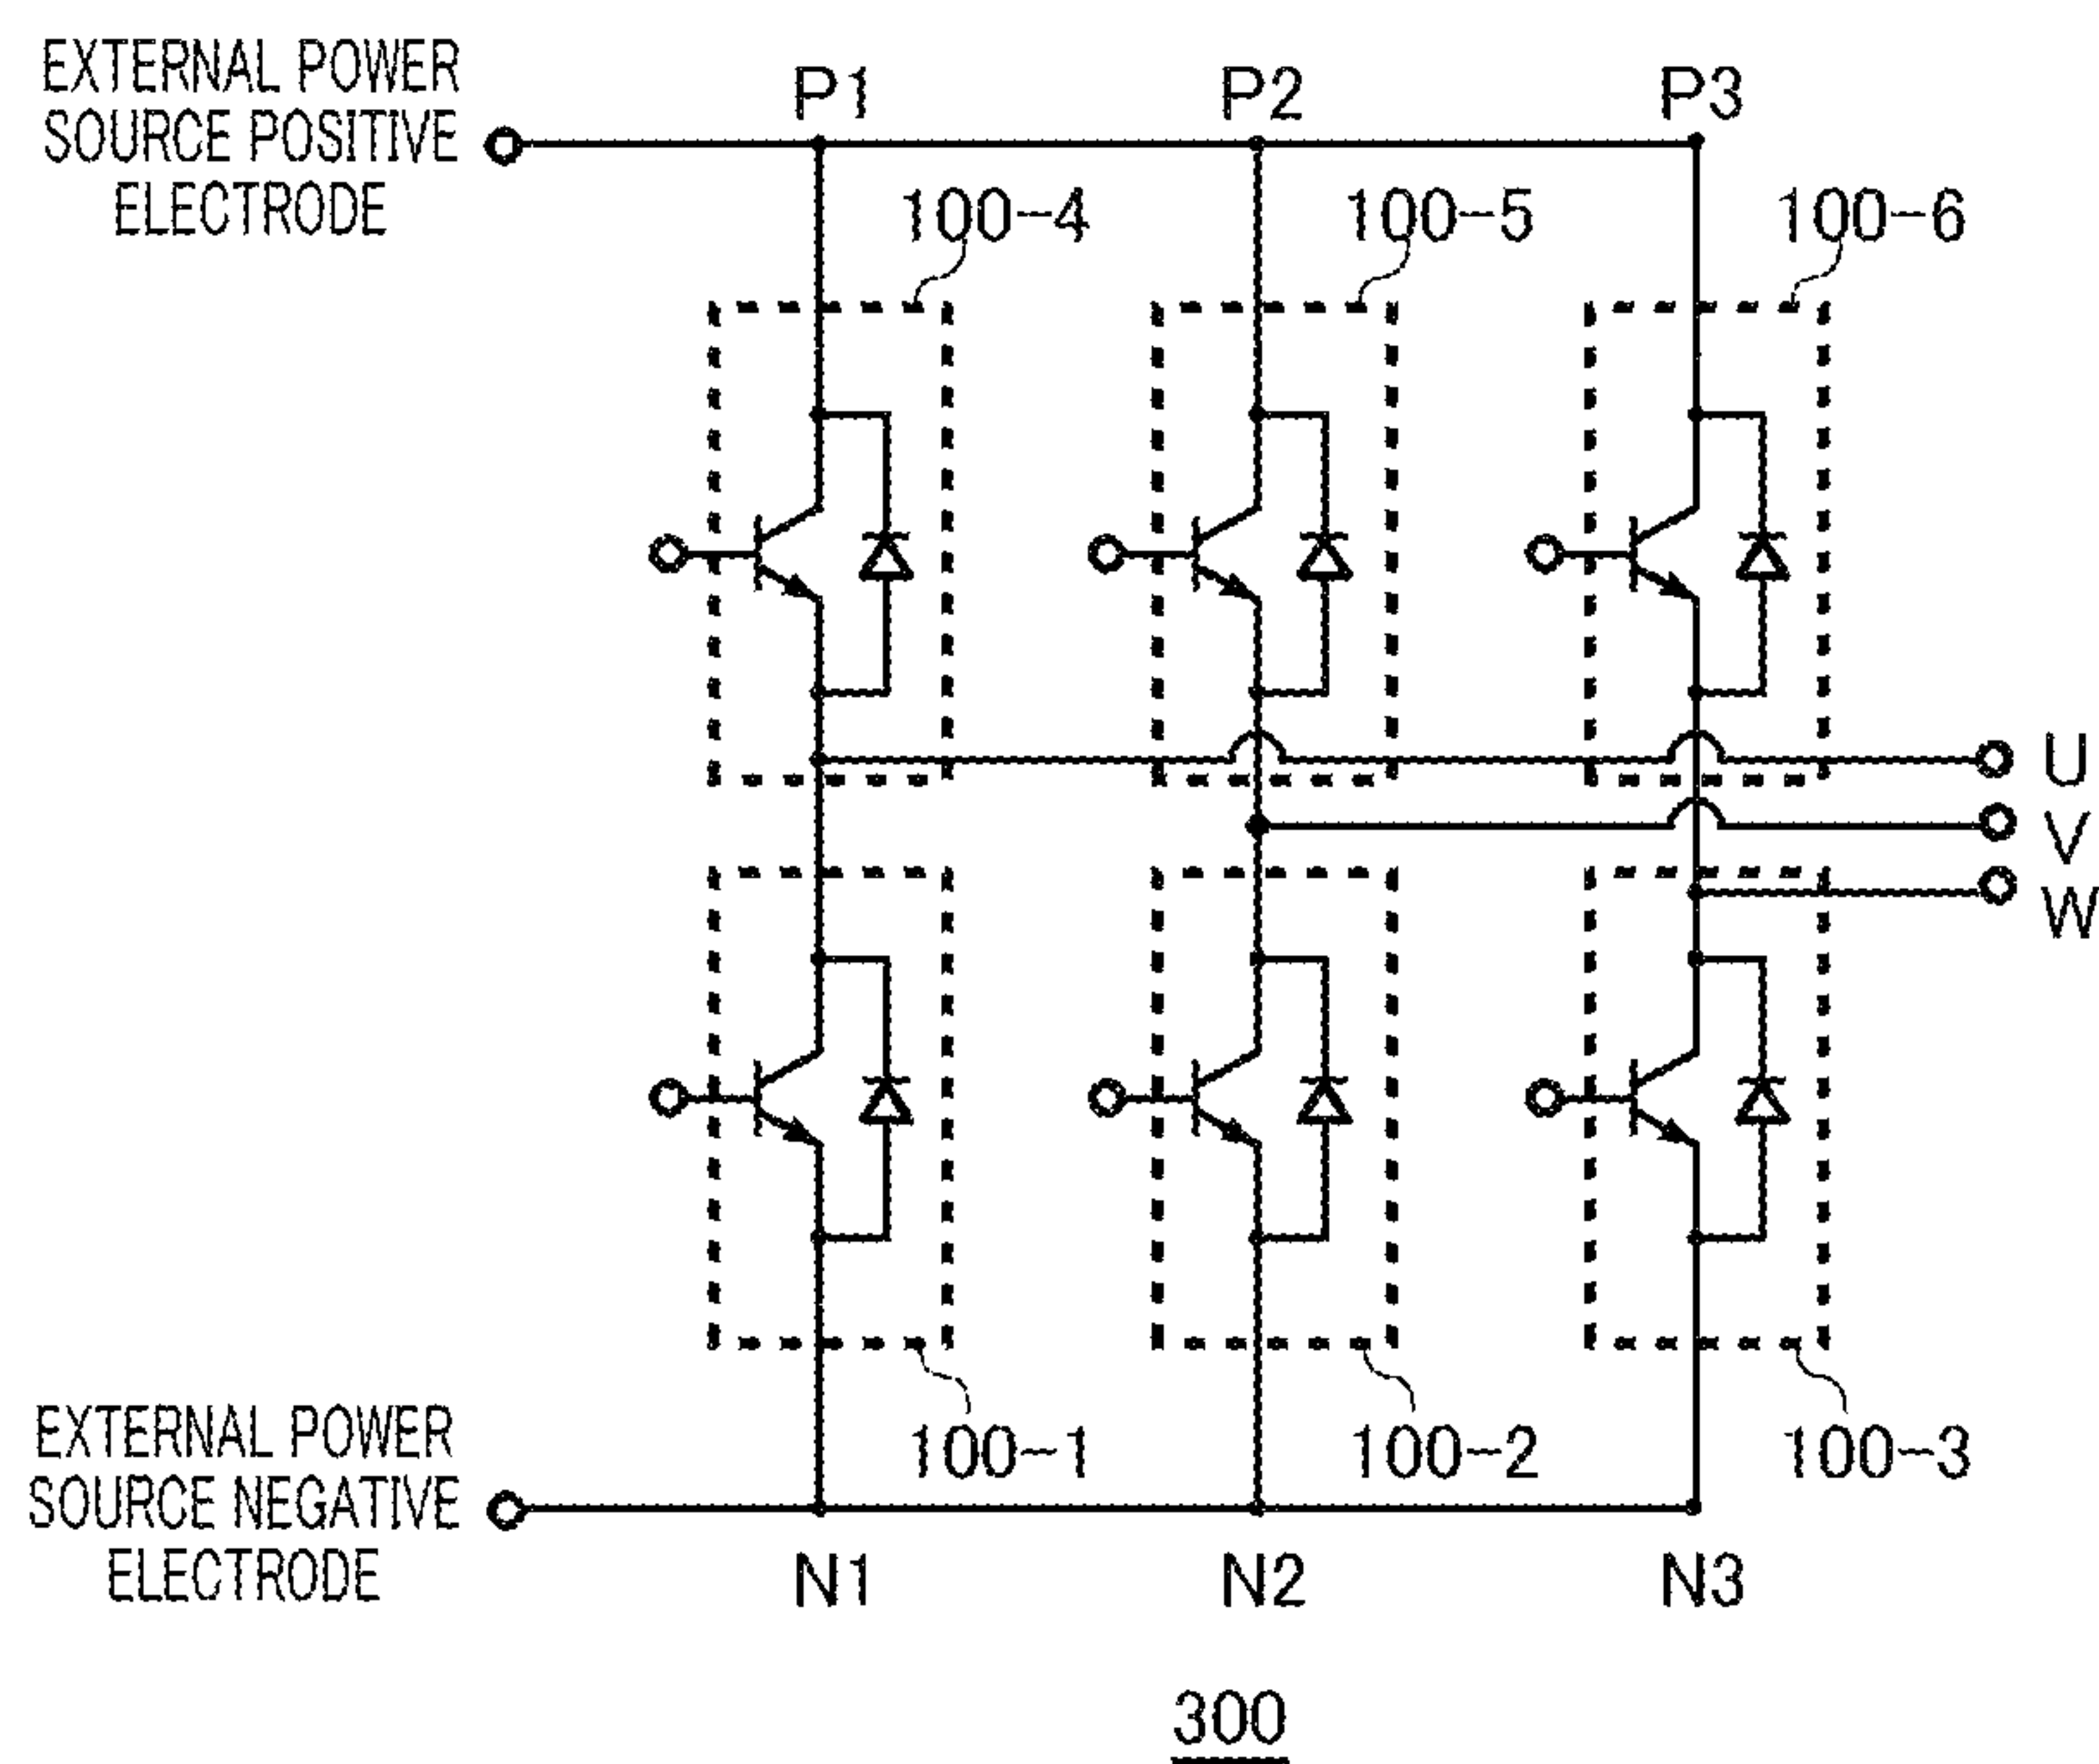 EXTERNAL POWER
SOURCE POSITIVE
ELECTRODE
P1
P2
P3
100-4
100-5
100-6
U
V
W
EXTERNAL POWER
SOURCE NEGATIVE
ELECTRODE
100-1
100-2
100-3
N1
N2
N3
300